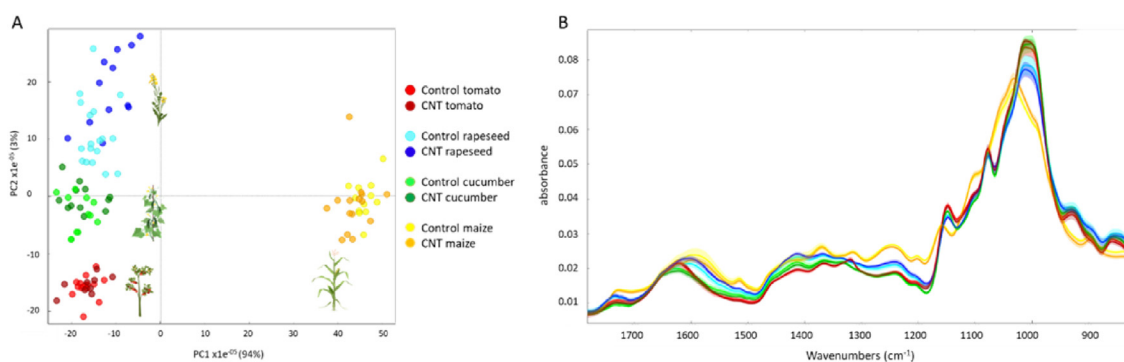 A
PC2 x1e⁻⁰⁵ (3%)
20
10
0
-10
-20
-20 -10 0 10 20 30 40 50
PC1 x1e⁻⁰⁵ (94%)
Control tomato
CNT tomato
Control rapeseed
CNT rapeseed
Control cucumber
CNT cucumber
Control maize
CNT maize
B
absorbance
0.08
0.07
0.06
0.05
0.04
0.03
0.02
0.01
1700 1600 1500 1400 1300 1200 1100 1000 900
Wavenumbers (cm⁻¹)